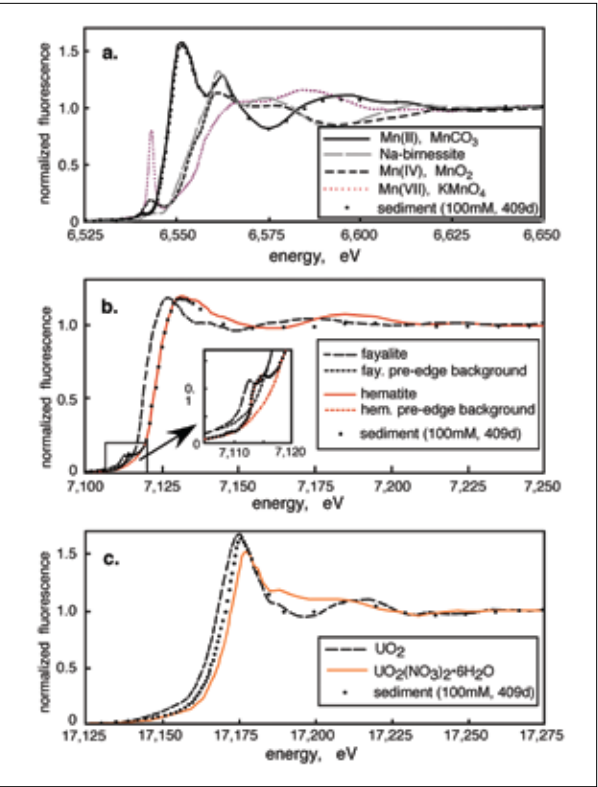 a.
normalized fluorescence
1.5
1.0
0.5
0
Mn(III), MnCO3
Na-birnessite
Mn(IV), MnO2
Mn(VII), KMnO4
sediment (100mM, 409d)
6,525 6,550 6,575 6,600 6,625 6,650
energy, eV
b.
normalized fluorescence
1.0
0.5
0
0.
1
0
7,110 7,120
fayalite
fay. pre-edge background
hematite
hem. pre-edge background
sediment (100mM, 409d)
7,100 7,125 7,150 7,175 7,200 7,225 7,250
energy, eV
c.
normalized fluorescence
1.5
1.0
0.5
0
UO2
UO2(NO3)2•6H2O
sediment (100mM, 409d)
17,125 17,150 17,175 17,200 17,225 17,275
energy, eV